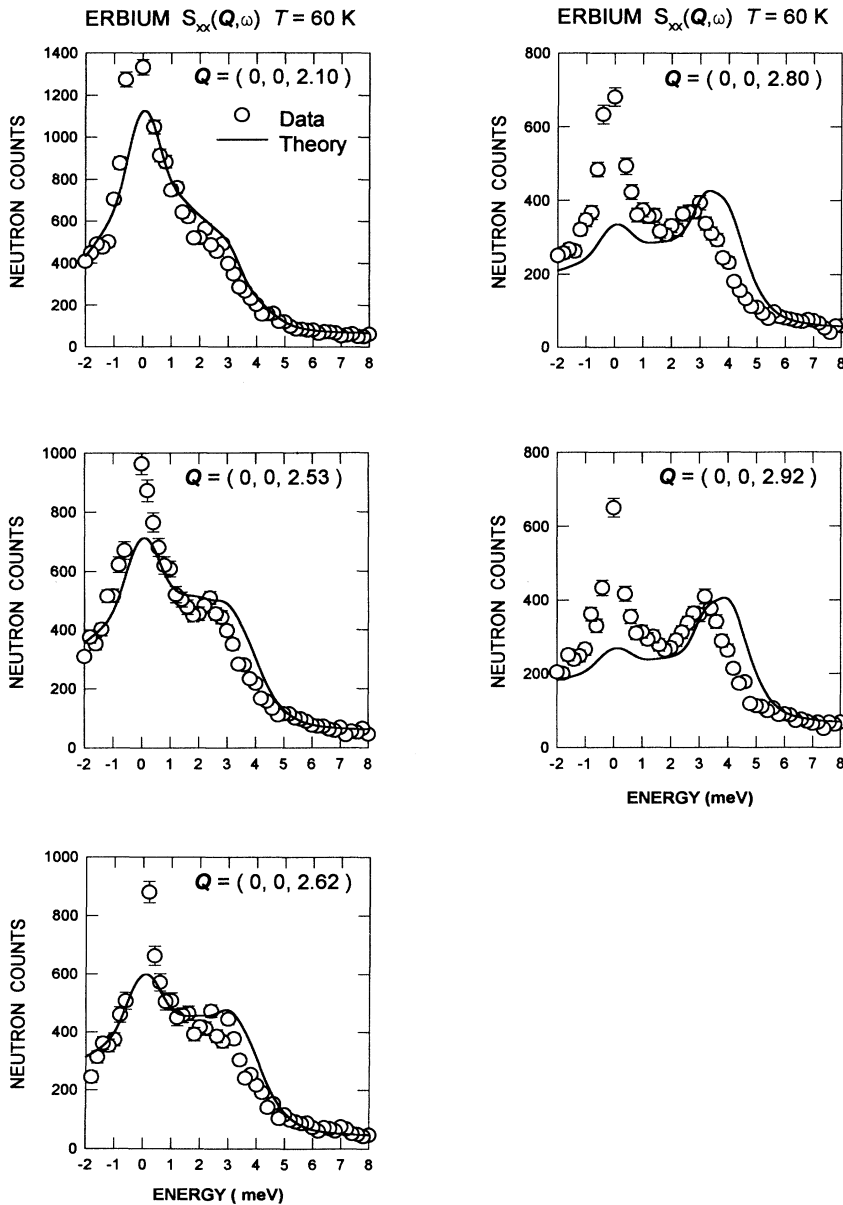 ERBIUM Sxx(Q,ω) T = 60 K
1400
1200
1000
800
600
400
200
0
NEUTRON COUNTS
Q = ( 0, 0, 2.10 )
Data
Theory
-2 -1 0 1 2 3 4 5 6 7 8
1000
800
600
400
200
0
NEUTRON COUNTS
Q = ( 0, 0, 2.53 )
-2 -1 0 1 2 3 4 5 6 7 8
1000
800
600
400
200
0
NEUTRON COUNTS
Q = ( 0, 0, 2.62 )
-2 -1 0 1 2 3 4 5 6 7 8
ENERGY ( meV)
ERBIUM Sxx(Q,ω) T = 60 K
800
600
400
200
0
NEUTRON COUNTS
Q = ( 0, 0, 2.80 )
-2 -1 0 1 2 3 4 5 6 7 8
800
600
400
200
0
NEUTRON COUNTS
Q = ( 0, 0, 2.92 )
-2 -1 0 1 2 3 4 5 6 7 8
ENERGY (meV)